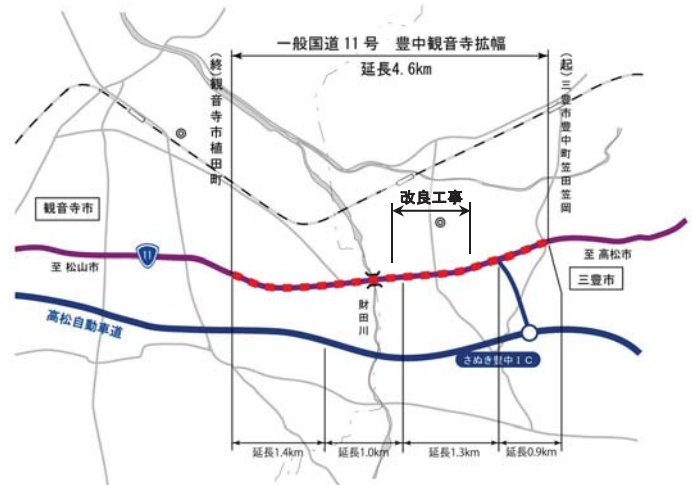 一般国道11号　豊中観音寺拡幅
延長4.6km
(終)観音寺市植田町
(起)三豊市豊中町笠田笠岡
改良工事
観音寺市
11
至 松山市
至 高松市
三豊市
財田川
高松自動車道
さぬき豊中IC
延長1.4km
延長1.0km
延長1.3km
延長0.9km